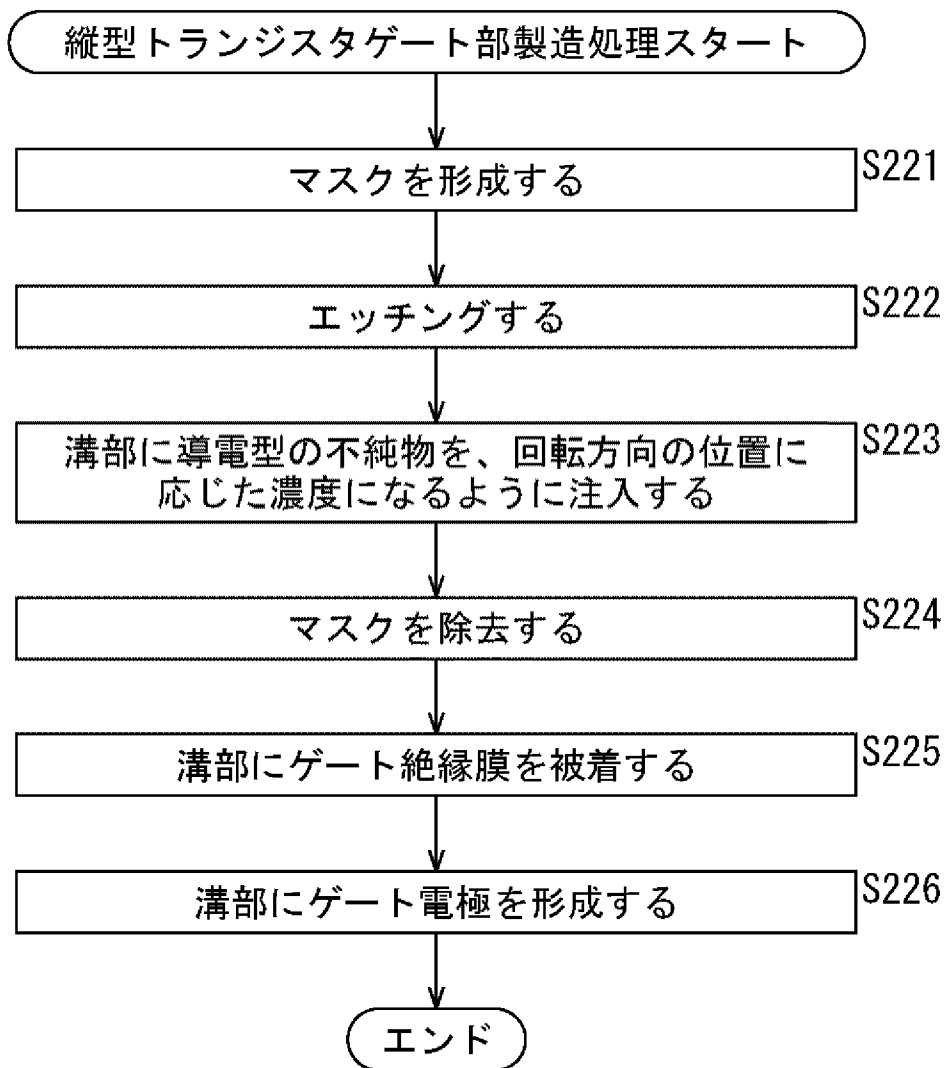 縦型トランジスタゲート部製造処理スタート
マスクを形成する
S221
エッチングする
S222
溝部に導電型の不純物を、回転方向の位置に
応じた濃度になるように注入する
S223
マスクを除去する
S224
溝部にゲート絶縁膜を被着する
S225
溝部にゲート電極を形成する
S226
エンド